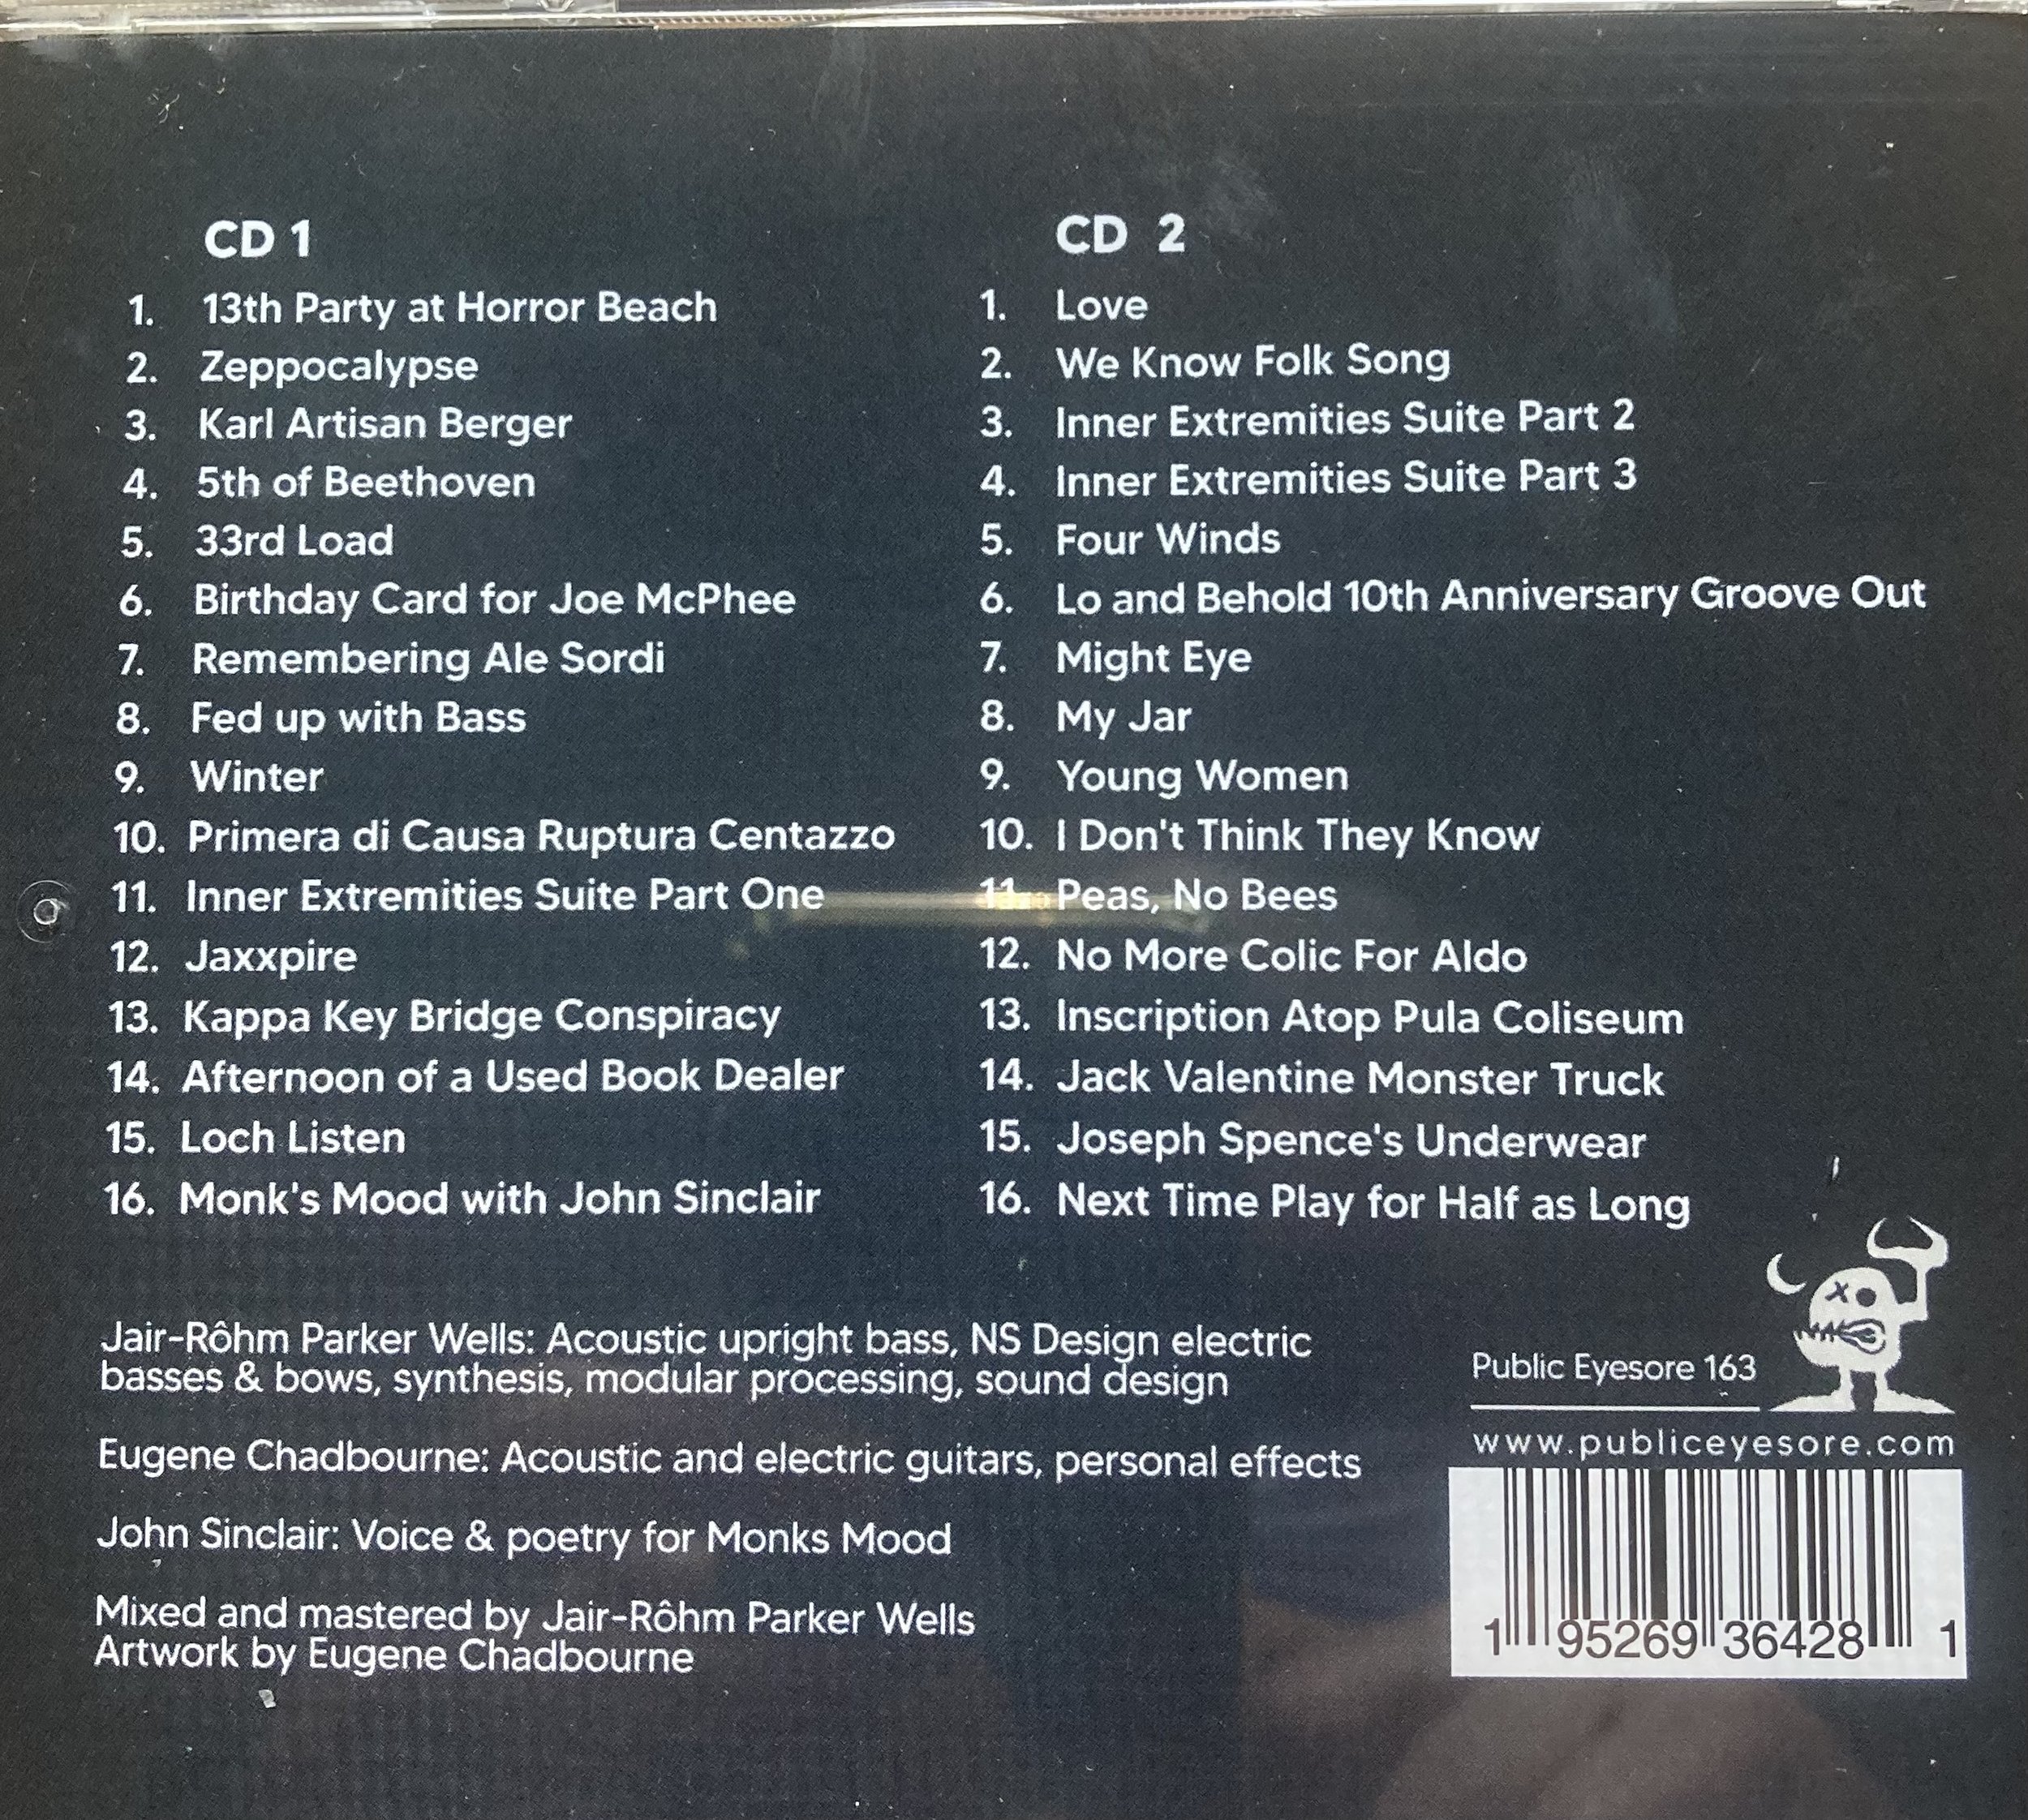 CD 1
1. 13th Party at Horror Beach
2. Zeppocalypse
3. Karl Artisan Berger
4. 5th of Beethoven
5. 33rd Load
6. Birthday Card for Joe McPhee
7. Remembering Ale Sordi
8. Fed up with Bass
9. Winter
10. Primera di Causa Ruptura Centazzo
11. Inner Extremities Suite Part One
12. Jaxxpire
13. Kappa Key Bridge Conspiracy
14. Afternoon of a Used Book Dealer
15. Loch Listen
16. Monk's Mood with John Sinclair
CD 2
1. Love
2. We Know Folk Song
3. Inner Extremities Suite Part 2
4. Inner Extremities Suite Part 3
5. Four Winds
6. Lo and Behold 10th Anniversary Groove Out
7. Might Eye
8. My Jar
9. Young Women
10. I Don't Think They Know
11. Peas, No Bees
12. No More Colic For Aldo
13. Inscription Atop Pula Coliseum
14. Jack Valentine Monster Truck
15. Joseph Spence's Underwear
16. Next Time Play for Half as Long
Jair-Rôhm Parker Wells: Acoustic upright bass, NS Design electric
basses & bows, synthesis, modular processing, sound design
Eugene Chadbourne: Acoustic and electric guitars, personal effects
John Sinclair: Voice & poetry for Monks Mood
Mixed and mastered by Jair-Rôhm Parker Wells
Artwork by Eugene Chadbourne
Public Eyesore 163
www.publiceyesore.com
1 95269 36428 1